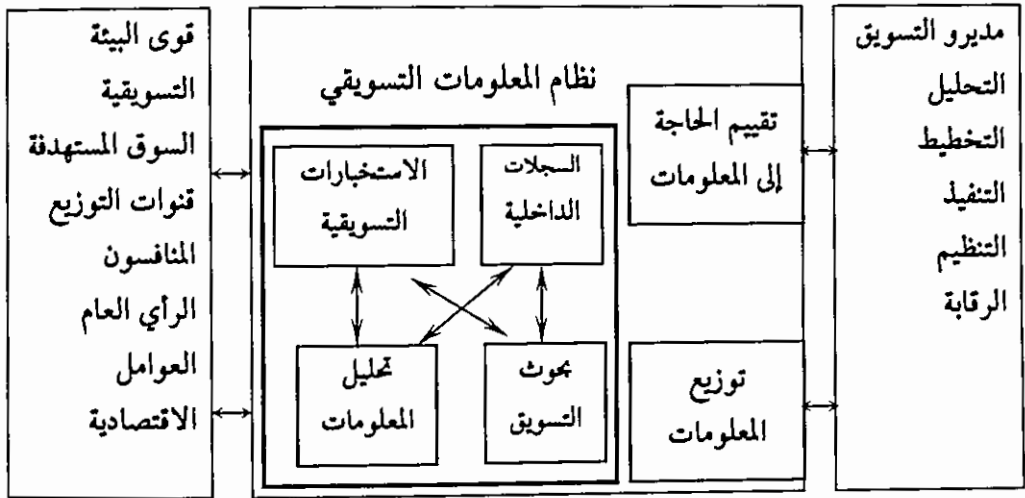 مديرو التسويق
التحليل
التخطيط
التنفيذ
التنظيم
الرقابة
نظام المعلومات التسويقي
تقييم الحاجة
إلى المعلومات
السجلات
الداخلية
الاستخبارات
التسويقية
بحوث
التسويق
تحليل
المعلومات
توزيع
المعلومات
قوى البيئة
التسويقية
السوق المستهدفة
قنوات التوزيع
المنافسون
الرأي العام
العوامل
الاقتصادية